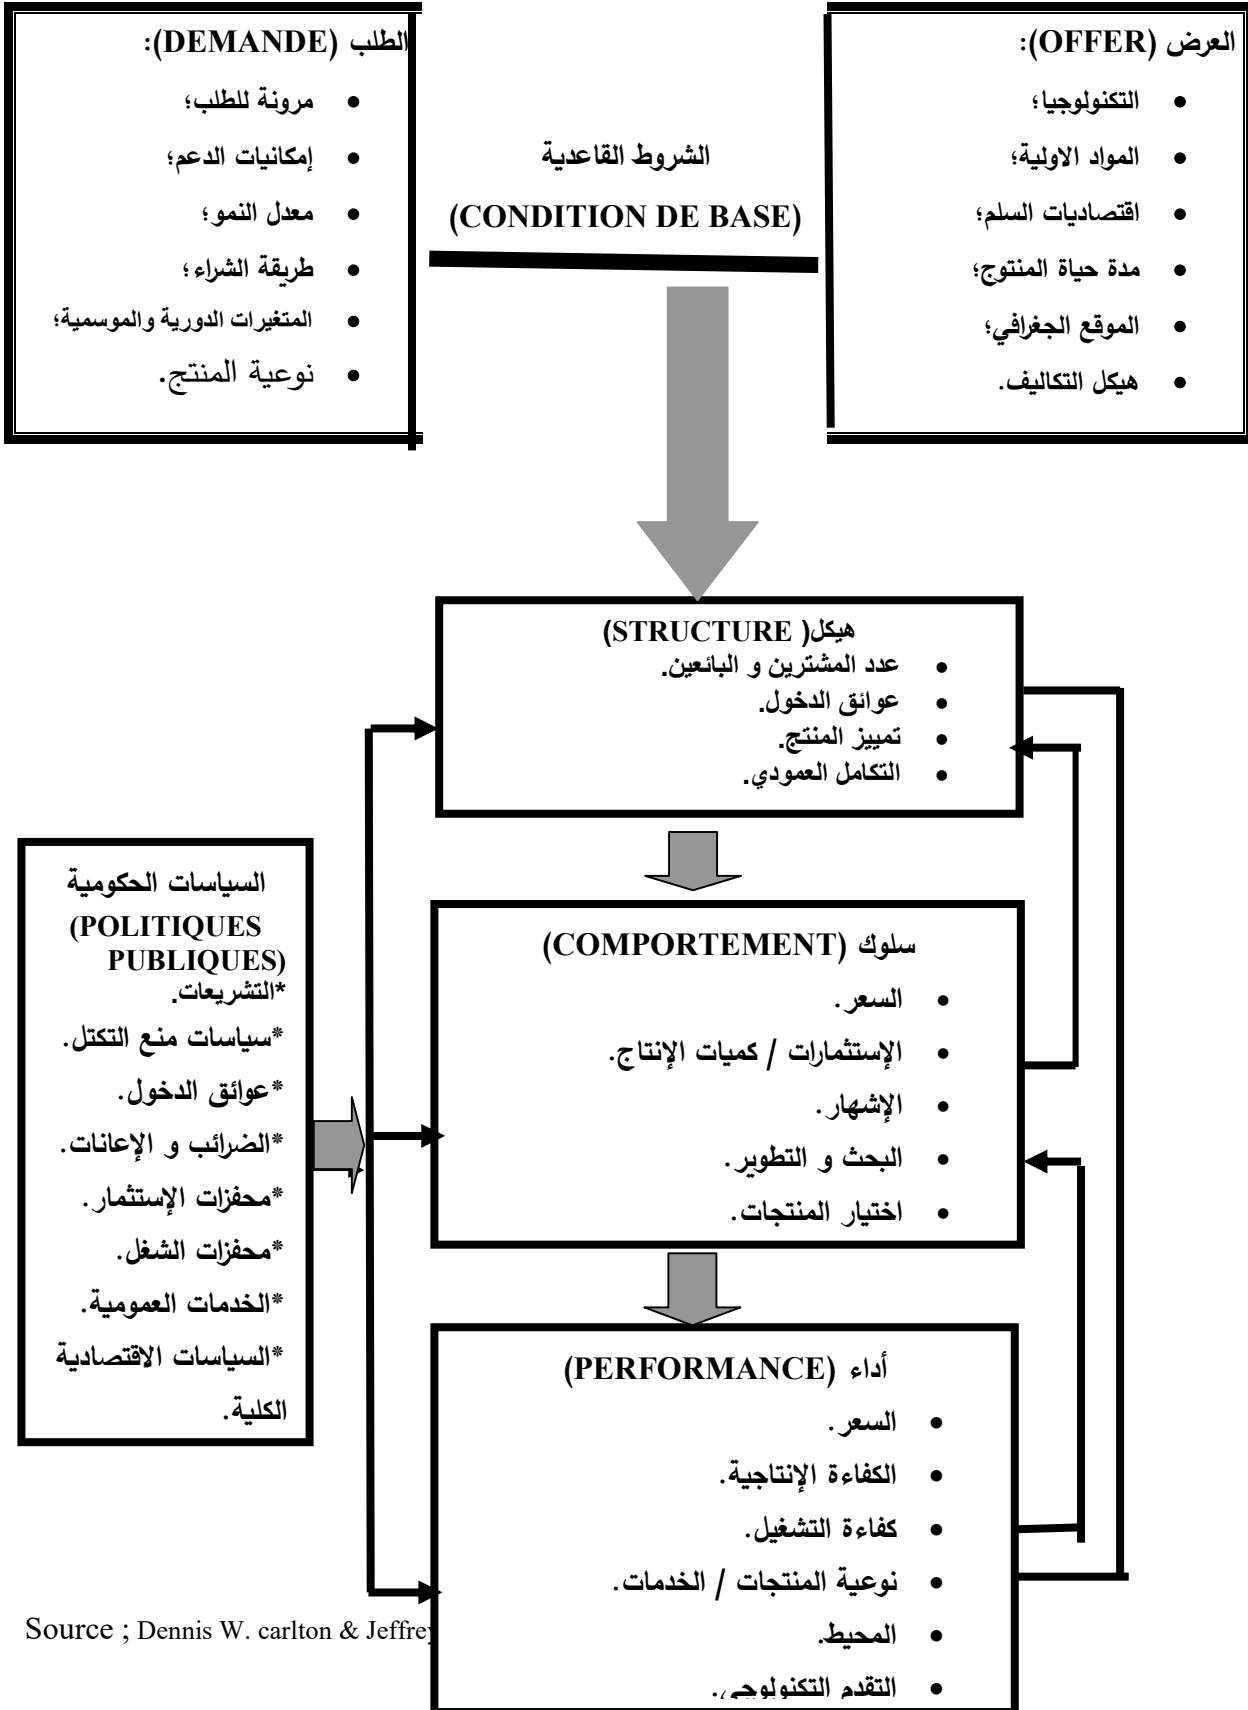 العرض (OFFER):
التكنولوجيا؛
المواد الاولية؛
اقتصاديات السلم؛
مدة حياة المنتوج؛
الموقع الجغرافي؛
هيكل التكاليف.
الشروط القاعدية
(CONDITION DE BASE)
الطلب (DEMANDE):
مرونة للطلب؛
إمكانيات الدعم؛
معدل النمو؛
طريقة الشراء؛
المتغيرات الدورية والموسمية؛
نوعية المنتج.
هيكل( STRUCTURE)
عدد المشترين و البائعين.
عوائق الدخول.
تمييز المنتج.
التكامل العمودي.
سلوك (COMPORTEMENT)
السعر.
الإستثمارات / كميات الإنتاج.
الإشهار.
البحث و التطوير.
اختيار المنتجات.
أداء (PERFORMANCE)
السعر.
الكفاءة الإنتاجية.
كفاءة التشغيل.
نوعية المنتجات / الخدمات.
المحيط.
التقدم التكنولوجي.
السياسات الحكومية
(POLITIQUES
PUBLIQUES)
*التشريعات.
*سياسات منع التكتل.
*عوائق الدخول.
*الضرائب و الإعانات.
*محفزات الإستثمار.
*محفزات الشغل.
*الخدمات العمومية.
*السياسات الاقتصادية
الكلية.
Source ; Dennis W. carlton & Jeffrey